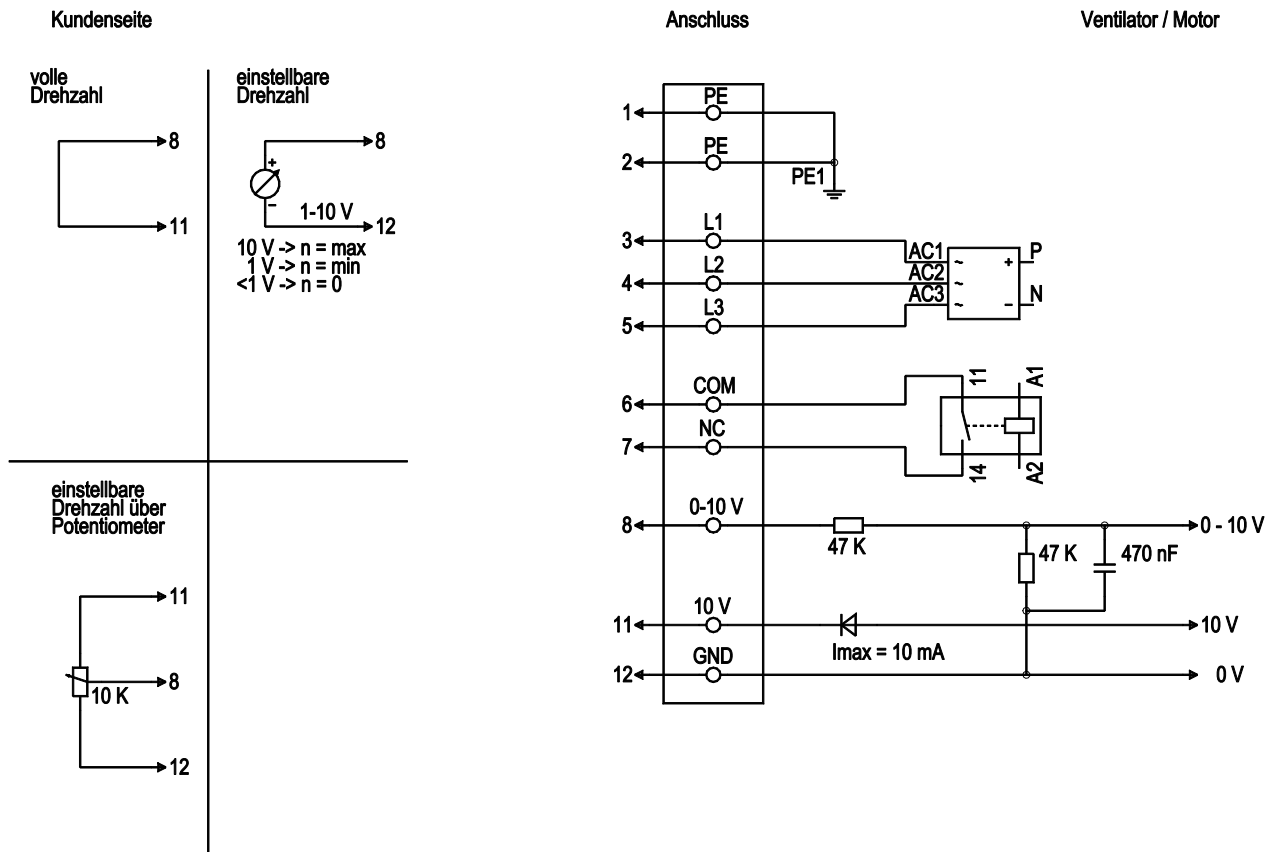 Kundenseite
Anschluss
Ventilator / Motor
volle
Drehzahl
8
11
einstellbare
Drehzahl
8
+
–
1-10 V
12
10 V -> n = max
1 V -> n = min
<1 V -> n = 0
einstellbare
Drehzahl über
Potentiometer
11
8
10 K
12
1
PE
2
PE
PE1
3
L1
4
L2
5
L3
AC1
AC2
AC3
~
~
~
+
–
P
N
6
COM
7
NC
11
14
A1
A2
8
0-10 V
47 K
47 K
470 nF
0 - 10 V
11
10 V
Imax = 10 mA
10 V
12
GND
0 V